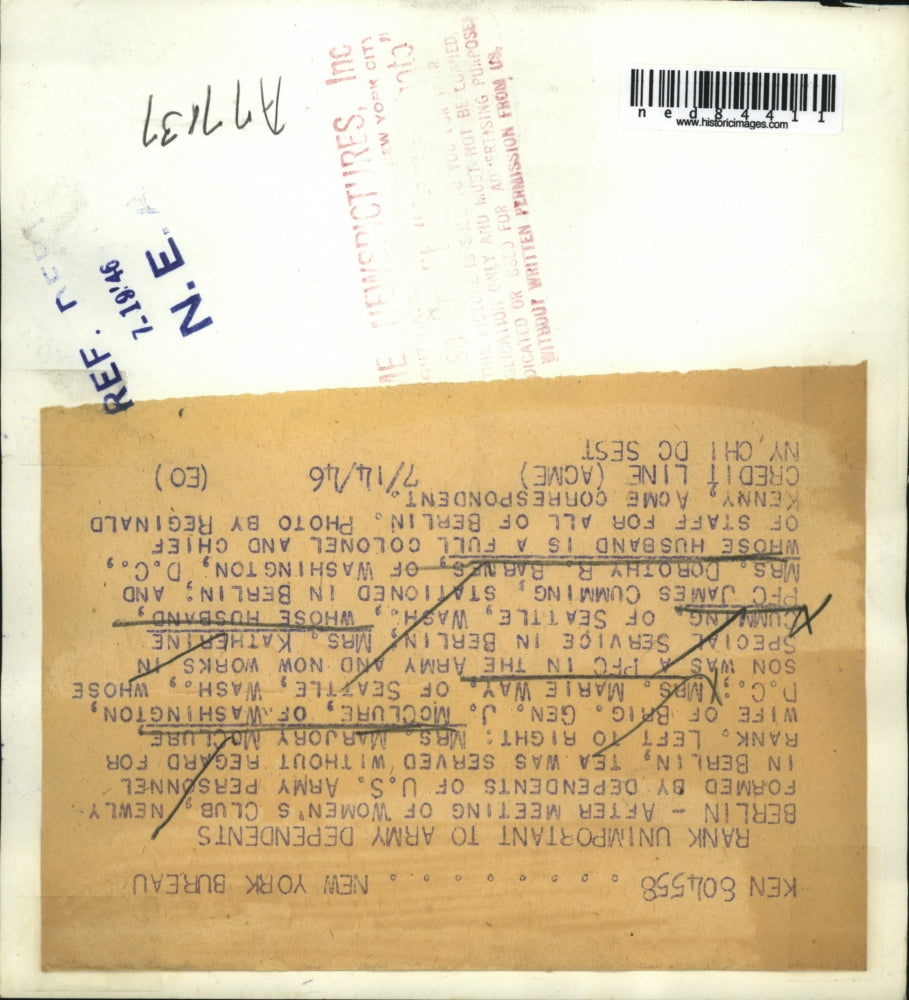 A77137
REF. DEPT
7-19-46
N.E.A
ME NEWSPICTURES, Inc
EW YORK CITY
THIS PICTURE IS SOLD TO YOU FOR
LICATION ONLY AND MUST NOT BE LOANED,
DICATED OR USED FOR ADVERTISING PURPOSES
WITHOUT WRITTEN PERMISSION FROM US.
ned84411
www.historicimages.com
KEN 804558 . . . . . . . . . NEW YORK BUREAU
RANK UNIMPORTANT TO ARMY DEPENDENTS
BERLIN - AFTER MEETING OF WOMEN'S CLUB, NEWLY
FORMED BY DEPENDENTS OF U.S. ARMY PERSONNEL
IN BERLIN, TEA WAS SERVED WITHOUT REGARD FOR
RANK. LEFT TO RIGHT: MRS. MARJORY MCCLURE,
WIFE OF BRIG. GEN. J. MCCLURE, OF WASHINGTON,
D.C.; MRS. MARIE WAY, OF SEATTLE, WASH., WHOSE
SON WAS A PFC IN THE ARMY AND NOW WORKS IN
SPECIAL SERVICE IN BERLIN; MRS. KATHERINE
CUMMING, OF SEATTLE, WASH., WHOSE HUSBAND,
PFC JAMES CUMMING, STATIONED IN BERLIN; AND
MRS. DOROTHY R. BARNES, OF WASHINGTON, D.C.,
WHOSE HUSBAND IS A FULL COLONEL AND CHIEF
OF STAFF FOR ALL OF BERLIN. PHOTO BY REGINALD
KENNY, ACME CORRESPONDENT.
CREDIT LINE (ACME) 7/14/46 (EO)
NY, CHI DC SEST